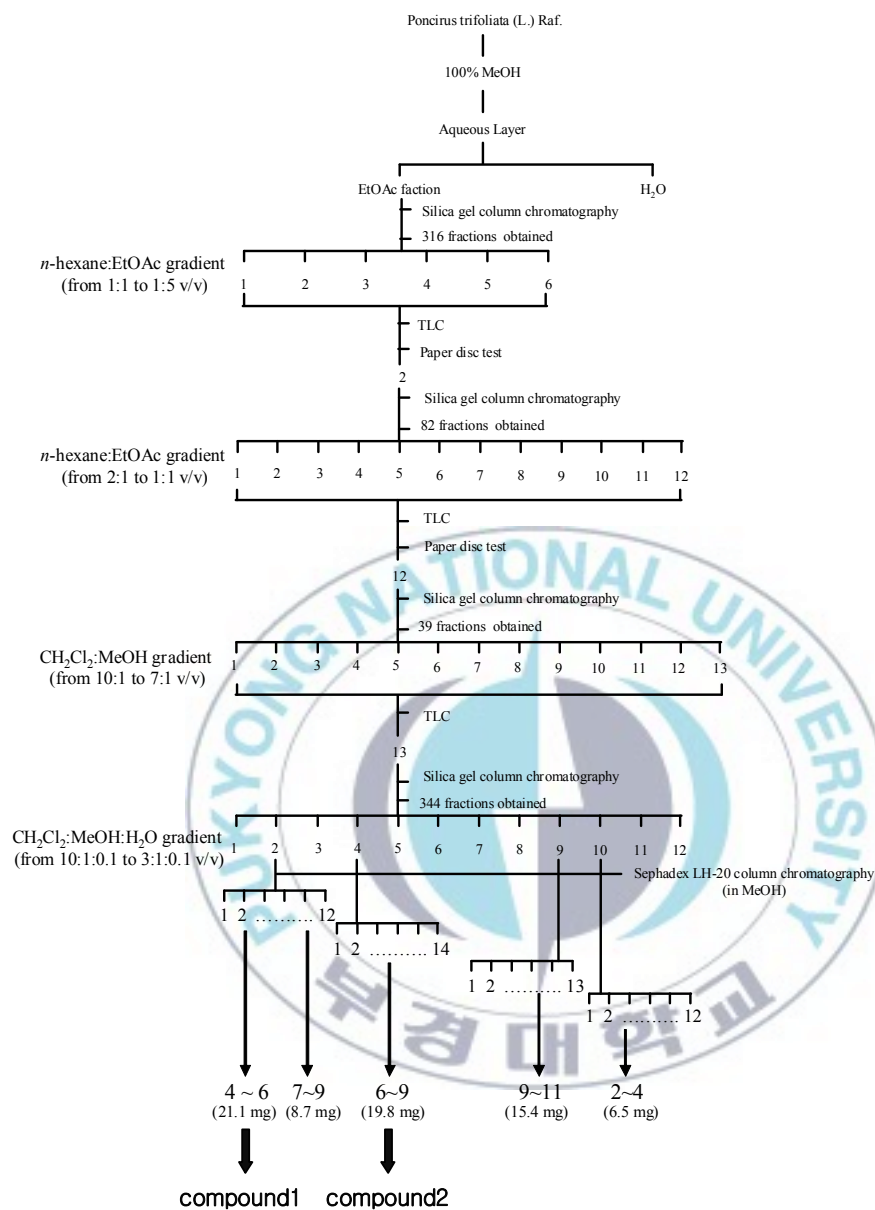 Poncirus trifoliata (L.) Raf.
100% MeOH
Aqueous Layer
EtOAc faction
H₂O
Silica gel column chromatography
316 fractions obtained
n-hexane:EtOAc gradient
(from 1:1 to 1:5 v/v)
1 2 3 4 5 6
TLC
Paper disc test
2
Silica gel column chromatography
82 fractions obtained
n-hexane:EtOAc gradient
(from 2:1 to 1:1 v/v)
1 2 3 4 5 6 7 8 9 10 11 12
TLC
Paper disc test
12
Silica gel column chromatography
39 fractions obtained
CH₂Cl₂:MeOH gradient
(from 10:1 to 7:1 v/v)
1 2 3 4 5 6 7 8 9 10 11 12 13
TLC
13
Silica gel column chromatography
344 fractions obtained
CH₂Cl₂:MeOH:H₂O gradient
(from 10:1:0.1 to 3:1:0.1 v/v)
1 2 3 4 5 6 7 8 9 10 11 12
Sephadex LH-20 column chromatography
(in MeOH)
1 2 .......... 12
1 2 .......... 14
1 2 .......... 13
1 2 .......... 12
4 ~ 6
(21.1 mg)
7~9
(8.7 mg)
6~9
(19.8 mg)
9~11
(15.4 mg)
2~4
(6.5 mg)
compound1
compound2
PUKYONG NATIONAL UNIVERSITY